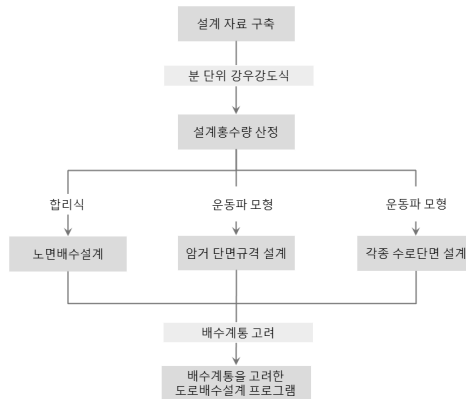 설계 자료 구축
분 단위 강우강도식
설계홍수량 산정
합리식
운동파 모형
운동파 모형
노면배수설계
암거 단면규격 설계
각종 수로단면 설계
배수계통 고려
배수계통을 고려한
도로배수설계 프로그램